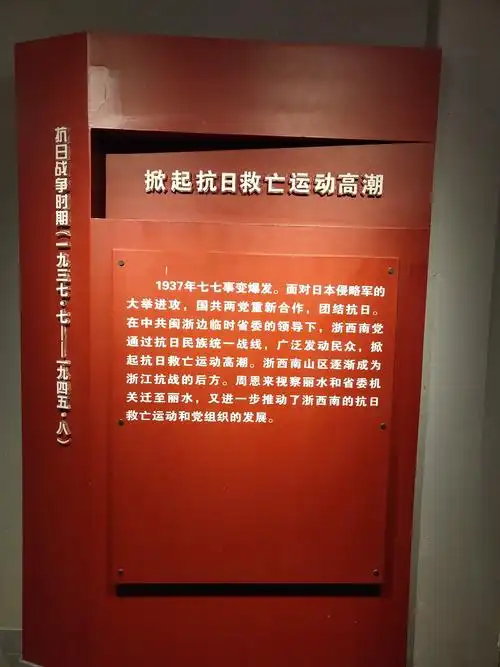 抗日战争时期（一九三七·七——一九四五·八）
掀起抗日救亡运动高潮
1937年七七事变爆发。面对日本侵略军的
大举进攻，国共两党重新合作，团结抗日。
在中共闽浙边临时省委的领导下，浙西南党
通过抗日民族统一战线，广泛发动民众，掀
起抗日救亡运动高潮。浙西南山区逐渐成为
浙江抗战的后方。周恩来视察丽水和省委机
关迁至丽水，又进一步推动了浙西南的抗日
救亡运动和党组织的发展。